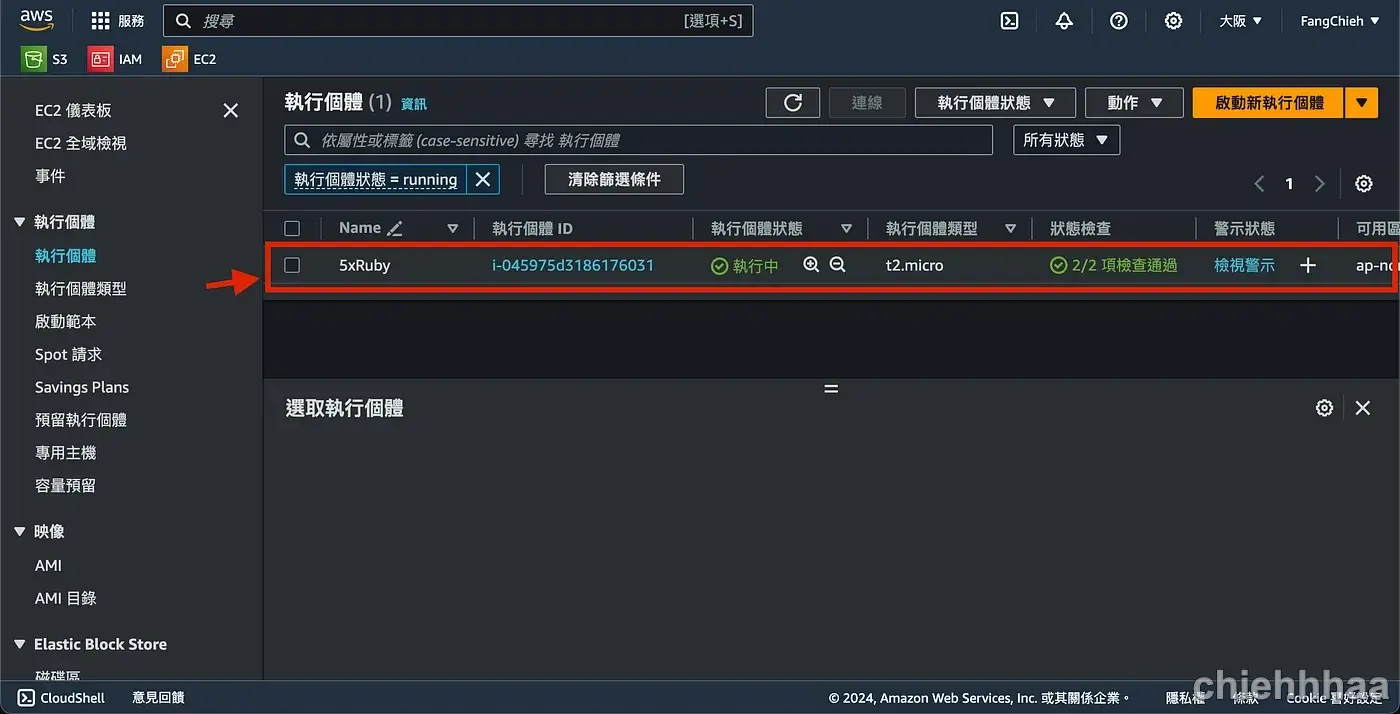 aws 服務 搜尋 [選項+S] 大阪 FangChieh
S3 IAM EC2
EC2 儀表板
EC2 全域檢視
事件
執行個體
執行個體
執行個體類型
啟動範本
Spot 請求
Savings Plans
預留執行個體
專用主機
容量預留
映像
AMI
AMI 目錄
Elastic Block Store
磁碟區
執行個體 (1) 資訊 連線 執行個體狀態 動作 啟動新執行個體
依屬性或標籤 (case-sensitive) 尋找 執行個體 所有狀態
執行個體狀態 = running 清除篩選條件 1
Name 執行個體 ID 執行個體狀態 執行個體類型 狀態檢查 警示狀態 可用區
5xRuby i-045975d3186176031 執行中 t2.micro 2/2 項檢查通過 檢視警示 ap-no
選取執行個體
CloudShell 意見回饋 © 2024, Amazon Web Services, Inc. 或其關係企業。 隱私權 條款 Cookie 喜好設定
chiehhhaa